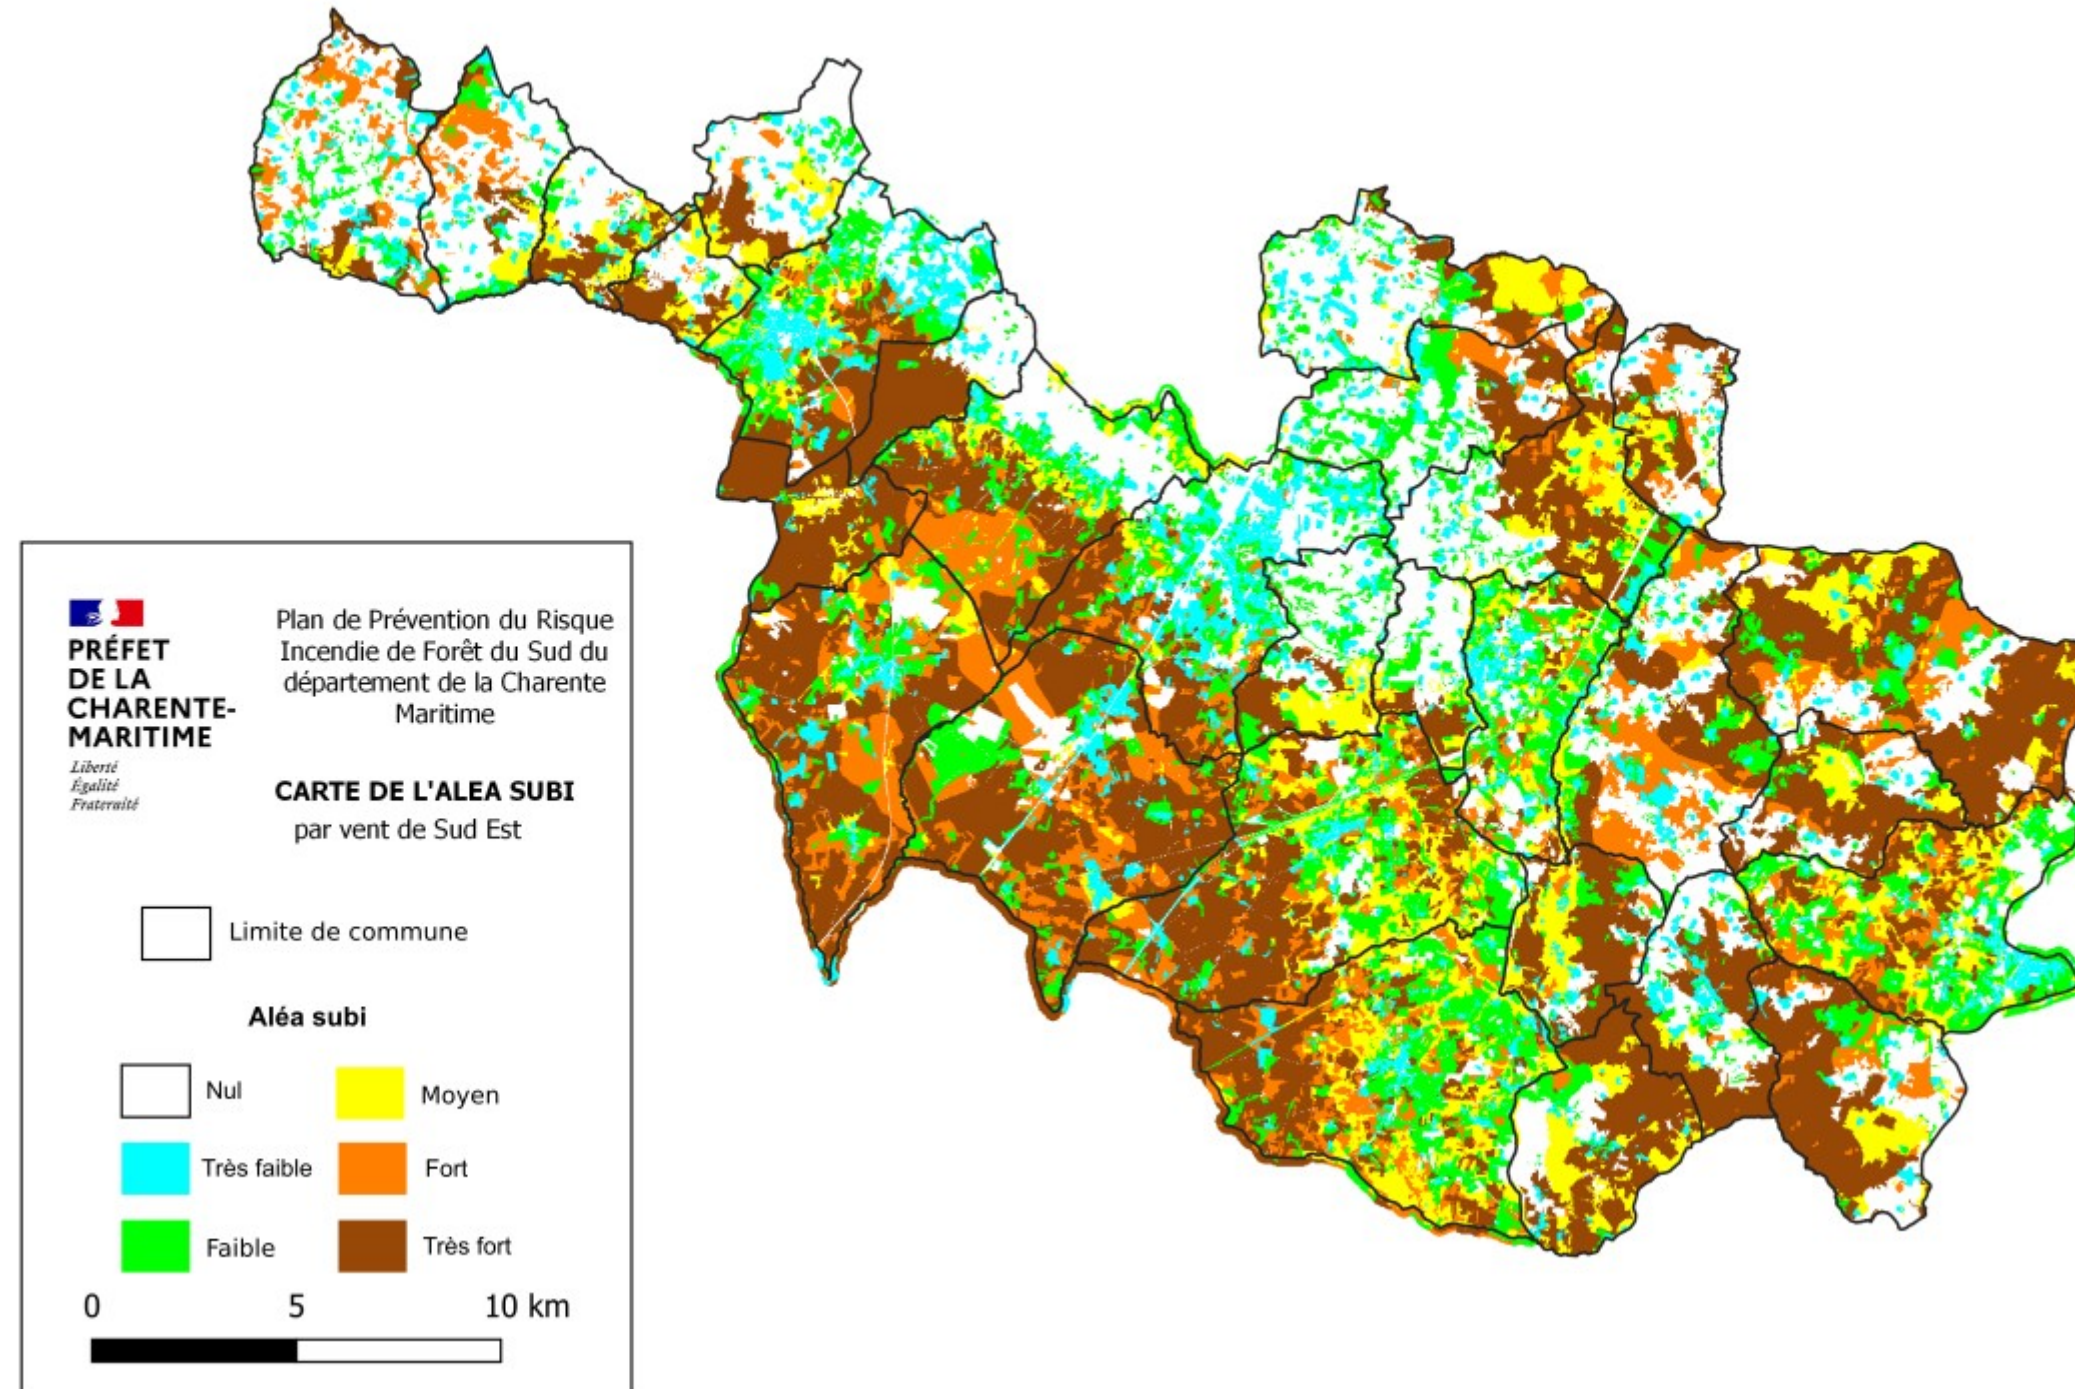 PRÉFET
DE LA
CHARENTE-
MARITIME
Liberté
Égalité
Fraternité
Plan de Prévention du Risque
Incendie de Forêt du Sud du
département de la Charente
Maritime
CARTE DE L'ALEA SUBI
par vent de Sud Est
Limite de commune
Aléa subi
Nul
Moyen
Très faible
Fort
Faible
Très fort
0 5 10 km